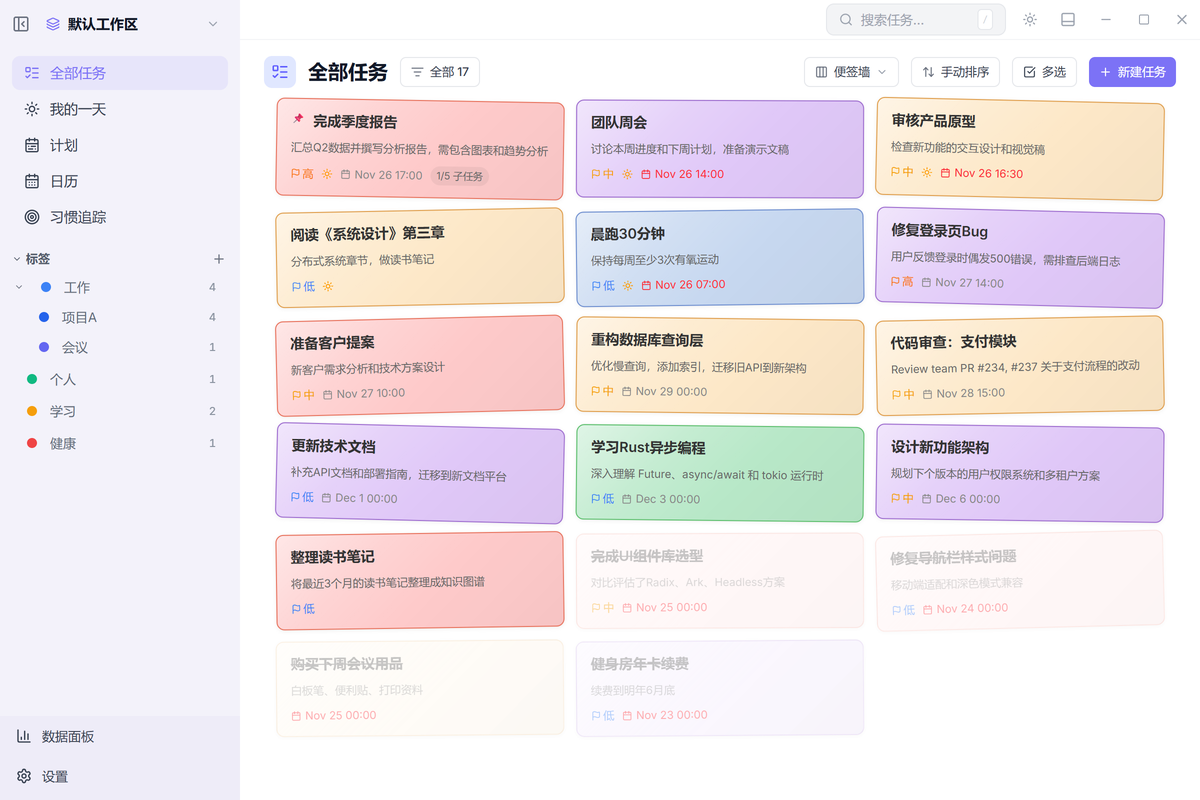 默认工作区
搜索任务... /
全部任务
我的一天
计划
日历
习惯追踪
标签
工作 4
项目A 4
会议 1
个人 1
学习 2
健康 1
数据面板
设置
全部任务
全部 17
便签墙
手动排序
多选
新建任务
完成季度报告
汇总Q2数据并撰写分析报告，需包含图表和趋势分析
高 Nov 26 17:00 1/5 子任务
团队周会
讨论本周进度和下周计划，准备演示文稿
中 Nov 26 14:00
审核产品原型
检查新功能的交互设计和视觉稿
中 Nov 26 16:30
阅读《系统设计》第三章
分布式系统章节，做读书笔记
低
晨跑30分钟
保持每周至少3次有氧运动
低 Nov 26 07:00
修复登录页Bug
用户反馈登录时偶发500错误，需排查后端日志
高 Nov 27 14:00
准备客户提案
新客户需求分析和技术方案设计
中 Nov 27 10:00
重构数据库查询层
优化慢查询，添加索引，迁移旧API到新架构
中 Nov 29 00:00
代码审查：支付模块
Review team PR #234, #237 关于支付流程的改动
中 Nov 28 15:00
更新技术文档
补充API文档和部署指南，迁移到新文档平台
低 Dec 1 00:00
学习Rust异步编程
深入理解 Future、async/await 和 tokio 运行时
低 Dec 3 00:00
设计新功能架构
规划下个版本的用户权限系统和多租户方案
中 Dec 6 00:00
整理读书笔记
将最近3个月的读书笔记整理成知识图谱
低
完成UI组件库选型
对比评估了Radix、Ark、Headless方案
中 Nov 25 00:00
修复导航栏样式问题
移动端适配和深色模式兼容
低 Nov 24 00:00
购买下周会议用品
白板笔、便利贴、打印资料
Nov 25 00:00
健身房年卡续费
续费到明年6月底
低 Nov 23 00:00